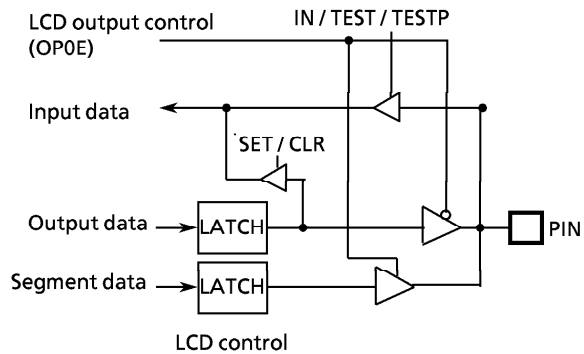 LCD output control
(OP0E)
IN / TEST / TESTP
Input data
SET / CLR
Output data
LATCH
PIN
Segment data
LATCH
LCD control